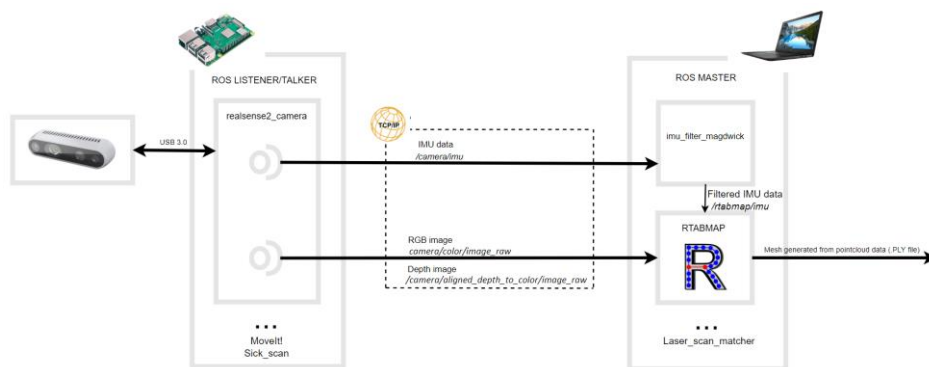 ROS LISTENER/TALKER
ROS MASTER
realsense2_camera
TCP/IP
USB 3.0
IMU data
/camera/imu
imu_filter_magdwick
Filtered IMU data
/rtabmap/imu
RTABMAP
RGB image
camera/color/image_raw
Mesh generated from pointcloud data (.PLY file)
R
Depth image
/camera/aligned_depth_to_color/image_raw
...
MoveIt!
Sick_scan
...
Laser_scan_matcher